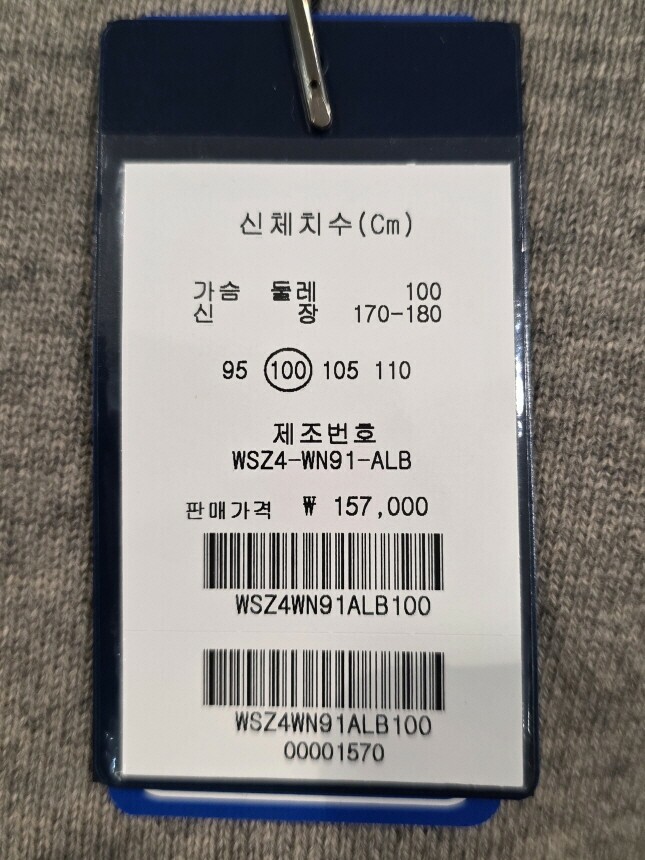 신체치수(Cm)
가슴 둘레 100
신 장 170-180
95 100 105 110
제조번호
WSZ4-WN91-ALB
판매가격 ₩ 157,000
WSZ4WN91ALB100
WSZ4WN91ALB100
00001570